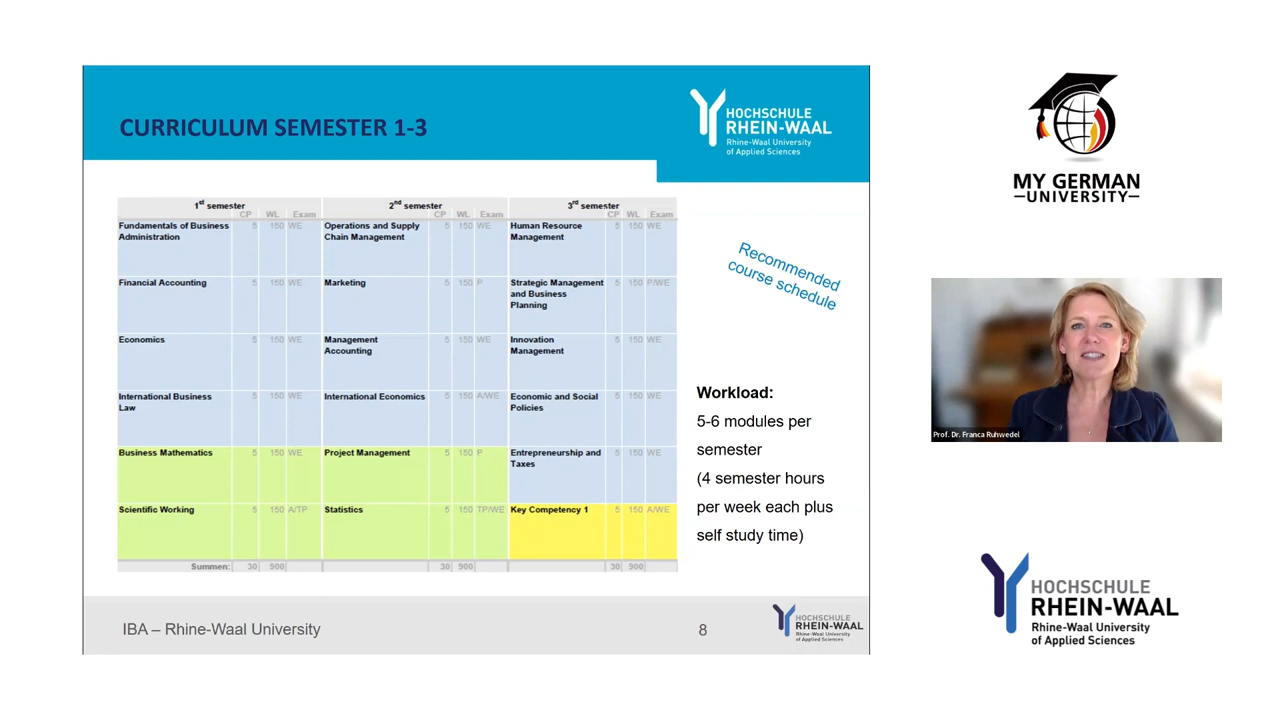 CURRICULUM SEMESTER 1-3
HOCHSCHULE
RHEIN-WAAL
Rhine-Waal University
of Applied Sciences
1st semester 2nd semester 3rd semester
CP WL Exam CP WL Exam CP WL Exam
Fundamentals of Business Administration 5 150 WE Operations and Supply Chain Management 5 150 WE Human Resource Management 5 150 WE
Financial Accounting 5 150 WE Marketing 5 150 P Strategic Management and Business Planning 5 150 P/WE
Economics 5 150 WE Management Accounting 5 150 WE Innovation Management 5 150 WE
International Business Law 5 150 WE International Economics 5 150 A/WE Economic and Social Policies 5 150 WE
Business Mathematics 5 150 WE Project Management 5 150 P Entrepreneurship and Taxes 5 150 WE
Scientific Working 5 150 A/TP Statistics 5 150 TP/WE Key Competency 1 5 150 A/WE
Summen: 30 900 30 900 30 900
Recommended
course schedule
Workload:
5-6 modules per
semester
(4 semester hours
per week each plus
self study time)
IBA – Rhine-Waal University
8
HOCHSCHULE
RHEIN-WAAL
Rhine-Waal University
of Applied Sciences
MY GERMAN
UNIVERSITY
Prof. Dr. Franca Ruhwedel
HOCHSCHULE
RHEIN-WAAL
Rhine-Waal University
of Applied Sciences